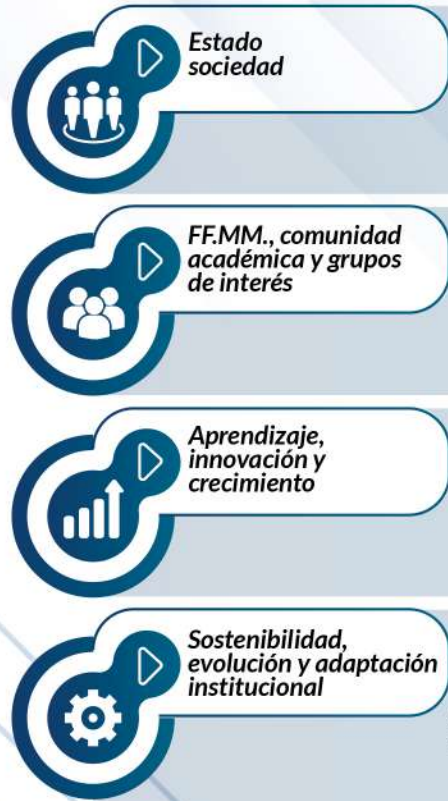 Estado
sociedad
FF.MM., comunidad
académica y grupos
de interés
Aprendizaje,
innovación y
crecimiento
Sostenibilidad,
evolución y adaptación
institucional